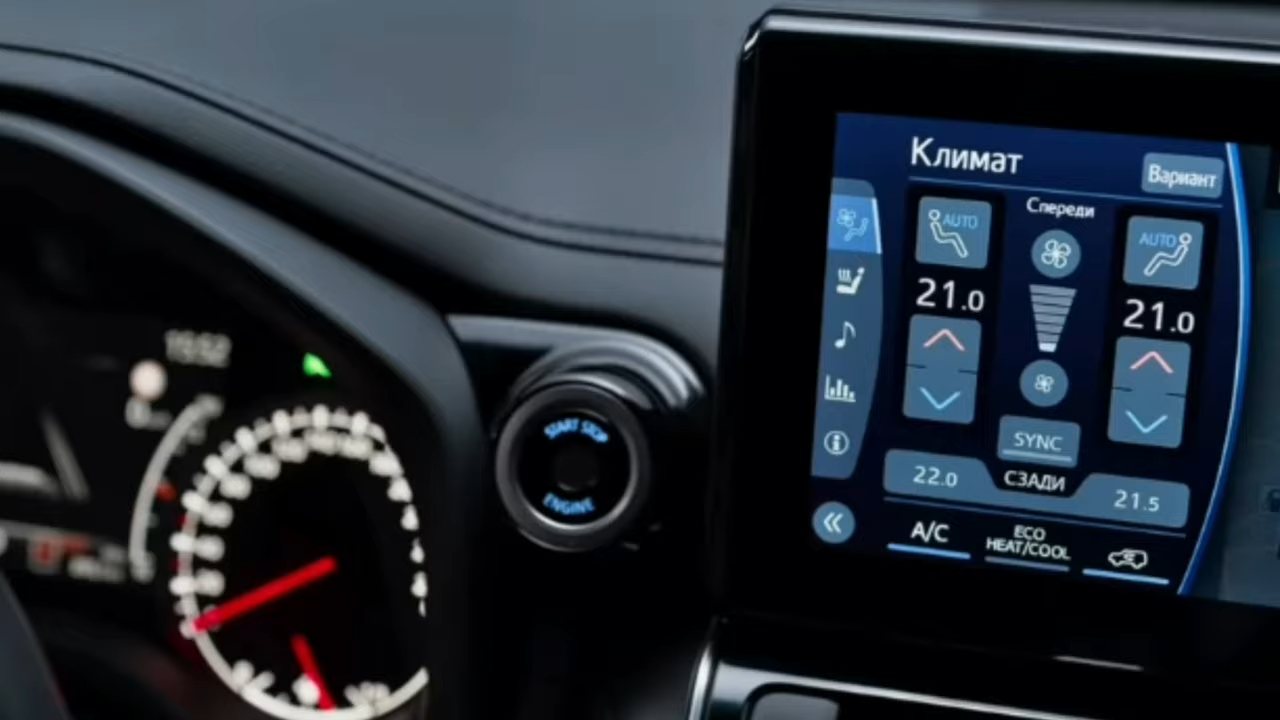 Климат
Вариант
Спереди
AUTO
AUTO
21.0
21.0
SYNC
22.0
СЗАДИ
21.5
A/C
ECO
HEAT/COOL
START STOP
ENGINE